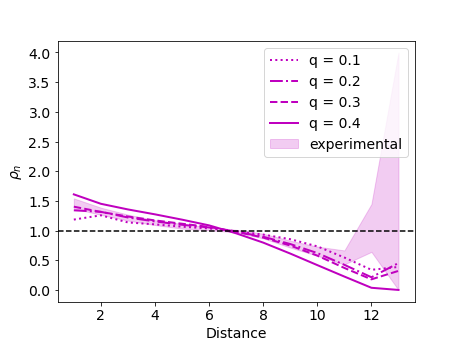 4.0
3.5
3.0
2.5
2.0
1.5
1.0
0.5
0.0
ρn
q = 0.1
q = 0.2
q = 0.3
q = 0.4
experimental
2 4 6 8 10 12
Distance